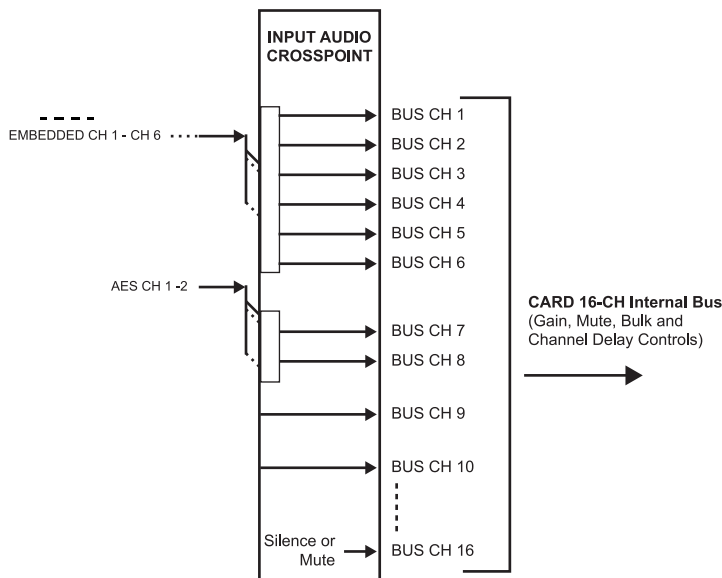 INPUT AUDIO
CROSSPOINT
BUS CH 1
EMBEDDED CH 1 - CH 6
BUS CH 2
BUS CH 3
BUS CH 4
BUS CH 5
BUS CH 6
AES CH 1 -2
CARD 16-CH Internal Bus
(Gain, Mute, Bulk and
Channel Delay Controls)
BUS CH 7
BUS CH 8
BUS CH 9
BUS CH 10
Silence or
Mute
BUS CH 16